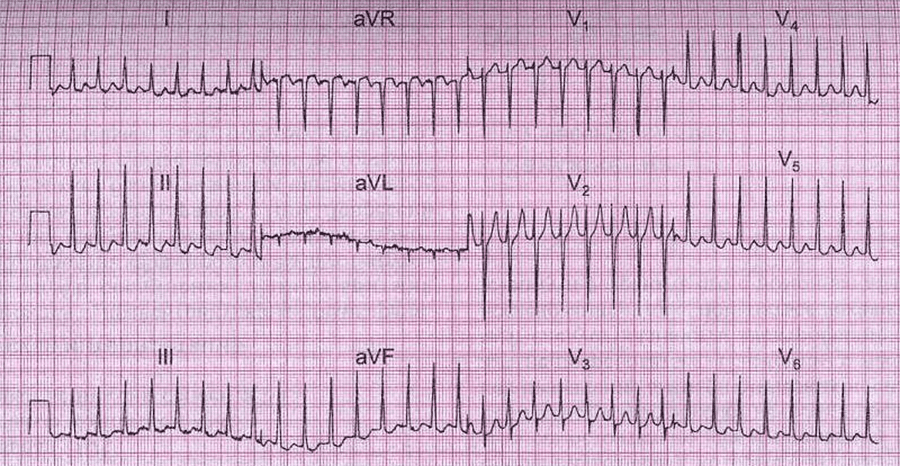 I aVR V₁ V₄
II aVL V₂ V₅
III aVF V₃ V₆